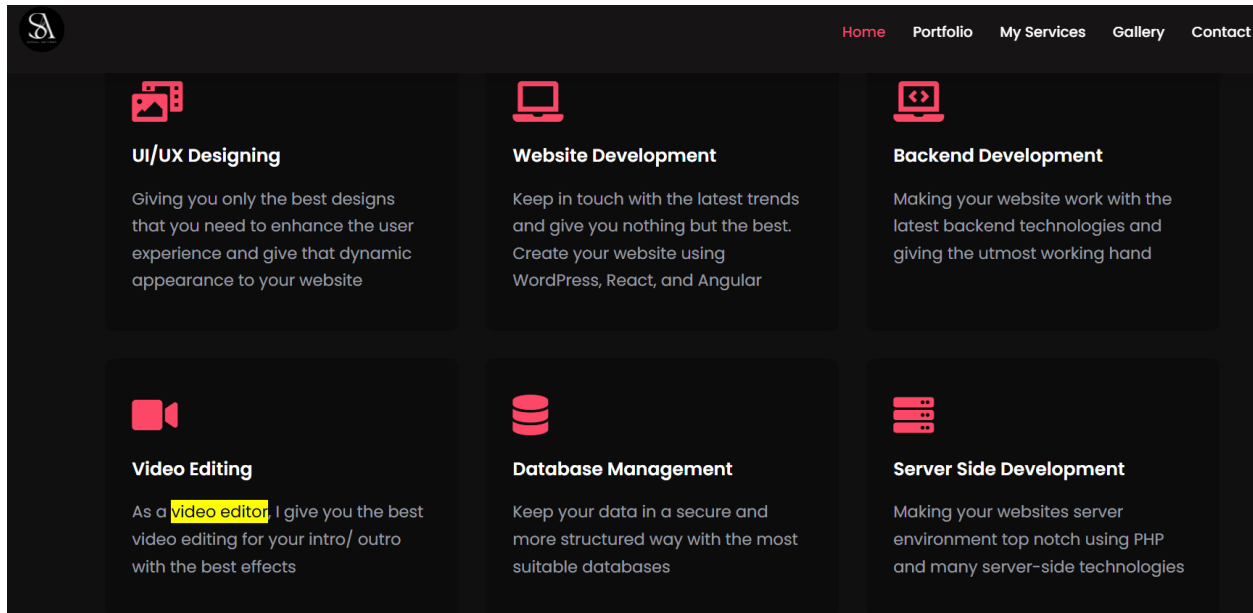 SA
Home Portfolio My Services Gallery Contact
UI/UX Designing
Giving you only the best designs
that you need to enhance the user
experience and give that dynamic
appearance to your website
Website Development
Keep in touch with the latest trends
and give you nothing but the best.
Create your website using
WordPress, React, and Angular
Backend Development
Making your website work with the
latest backend technologies and
giving the utmost working hand
Video Editing
As a video editor, I give you the best
video editing for your intro/ outro
with the best effects
Database Management
Keep your data in a secure and
more structured way with the most
suitable databases
Server Side Development
Making your websites server
environment top notch using PHP
and many server-side technologies